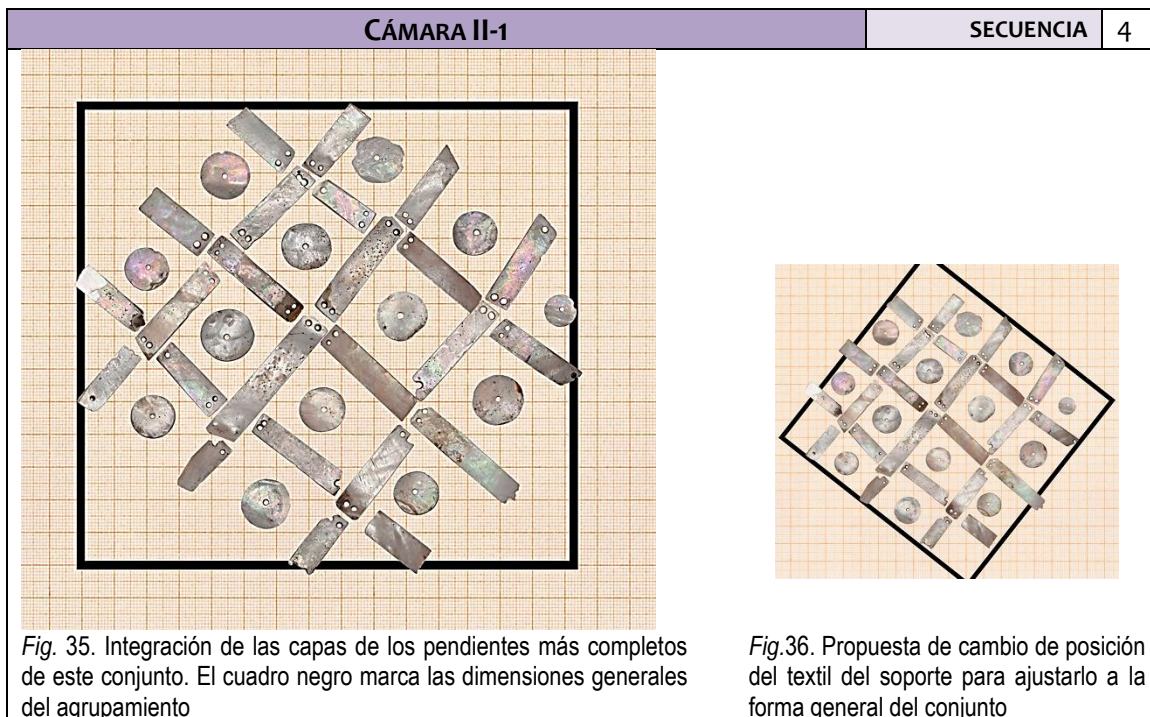 CÁMARA II-1
SECUENCIA
4
Fig. 35. Integración de las capas de los pendientes más completos
de este conjunto. El cuadro negro marca las dimensiones generales
del agrupamiento
Fig.36. Propuesta de cambio de posición
del textil del soporte para ajustarlo a la
forma general del conjunto